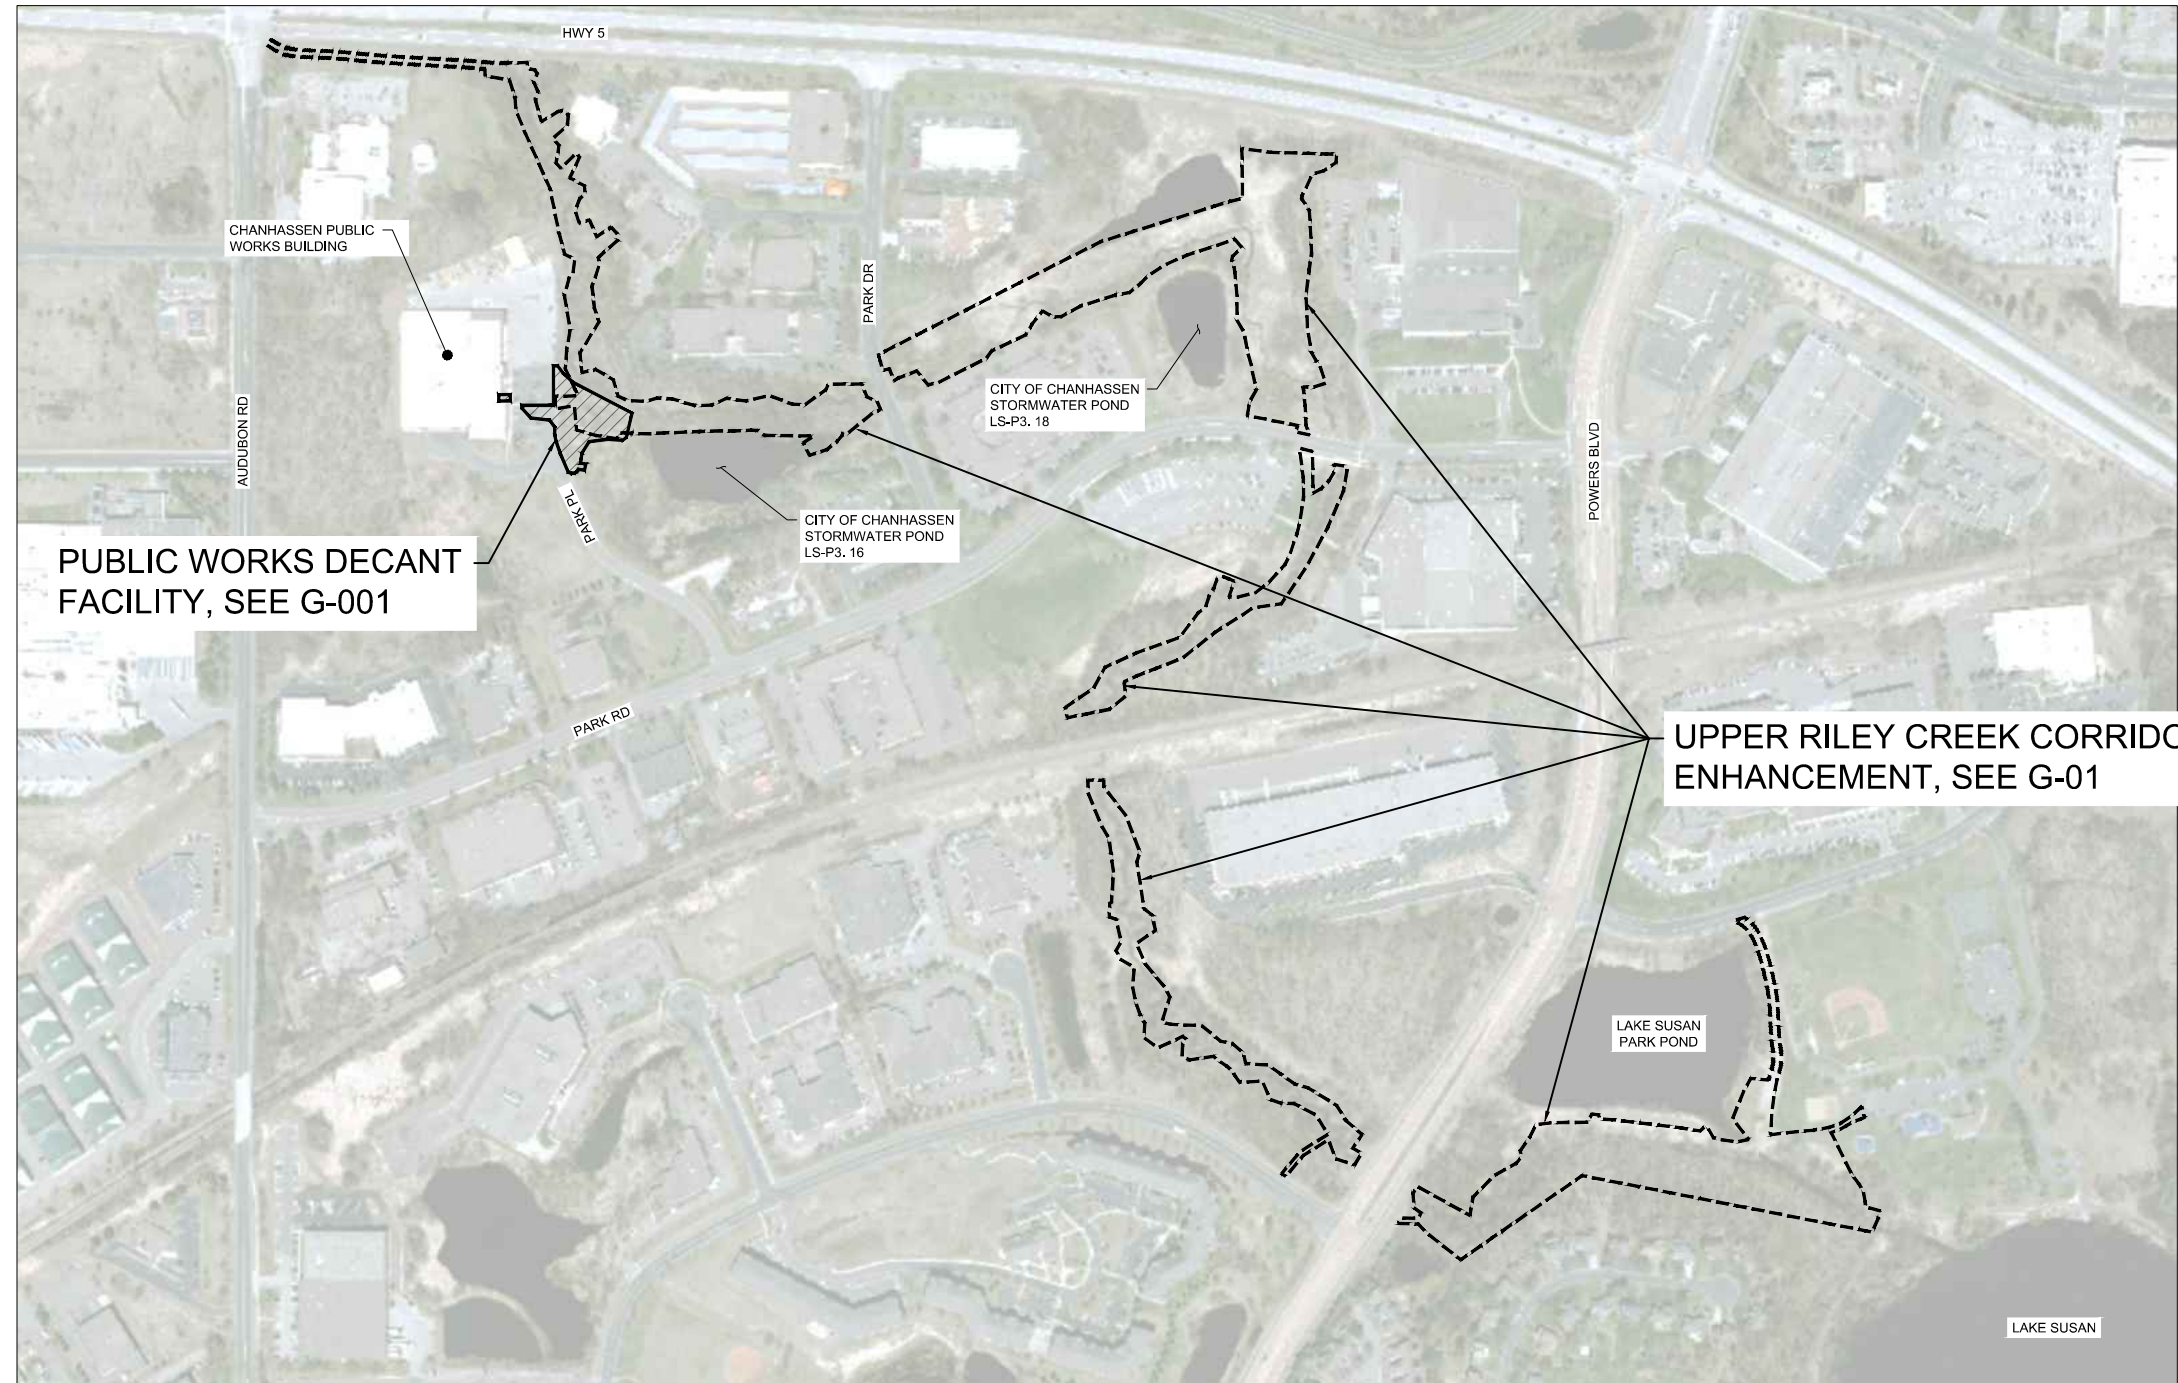 HWY 5
CHANHASSEN PUBLIC
WORKS BUILDING
PARK DR
AUDUBON RD
CITY OF CHANHASSEN
STORMWATER POND
LS-P3. 18
POWERS BLVD
PARK PL
CITY OF CHANHASSEN
STORMWATER POND
LS-P3. 16
PUBLIC WORKS DECANT
FACILITY, SEE G-001
PARK RD
UPPER RILEY CREEK CORRIDO
ENHANCEMENT, SEE G-01
LAKE SUSAN
PARK POND
LAKE SUSAN